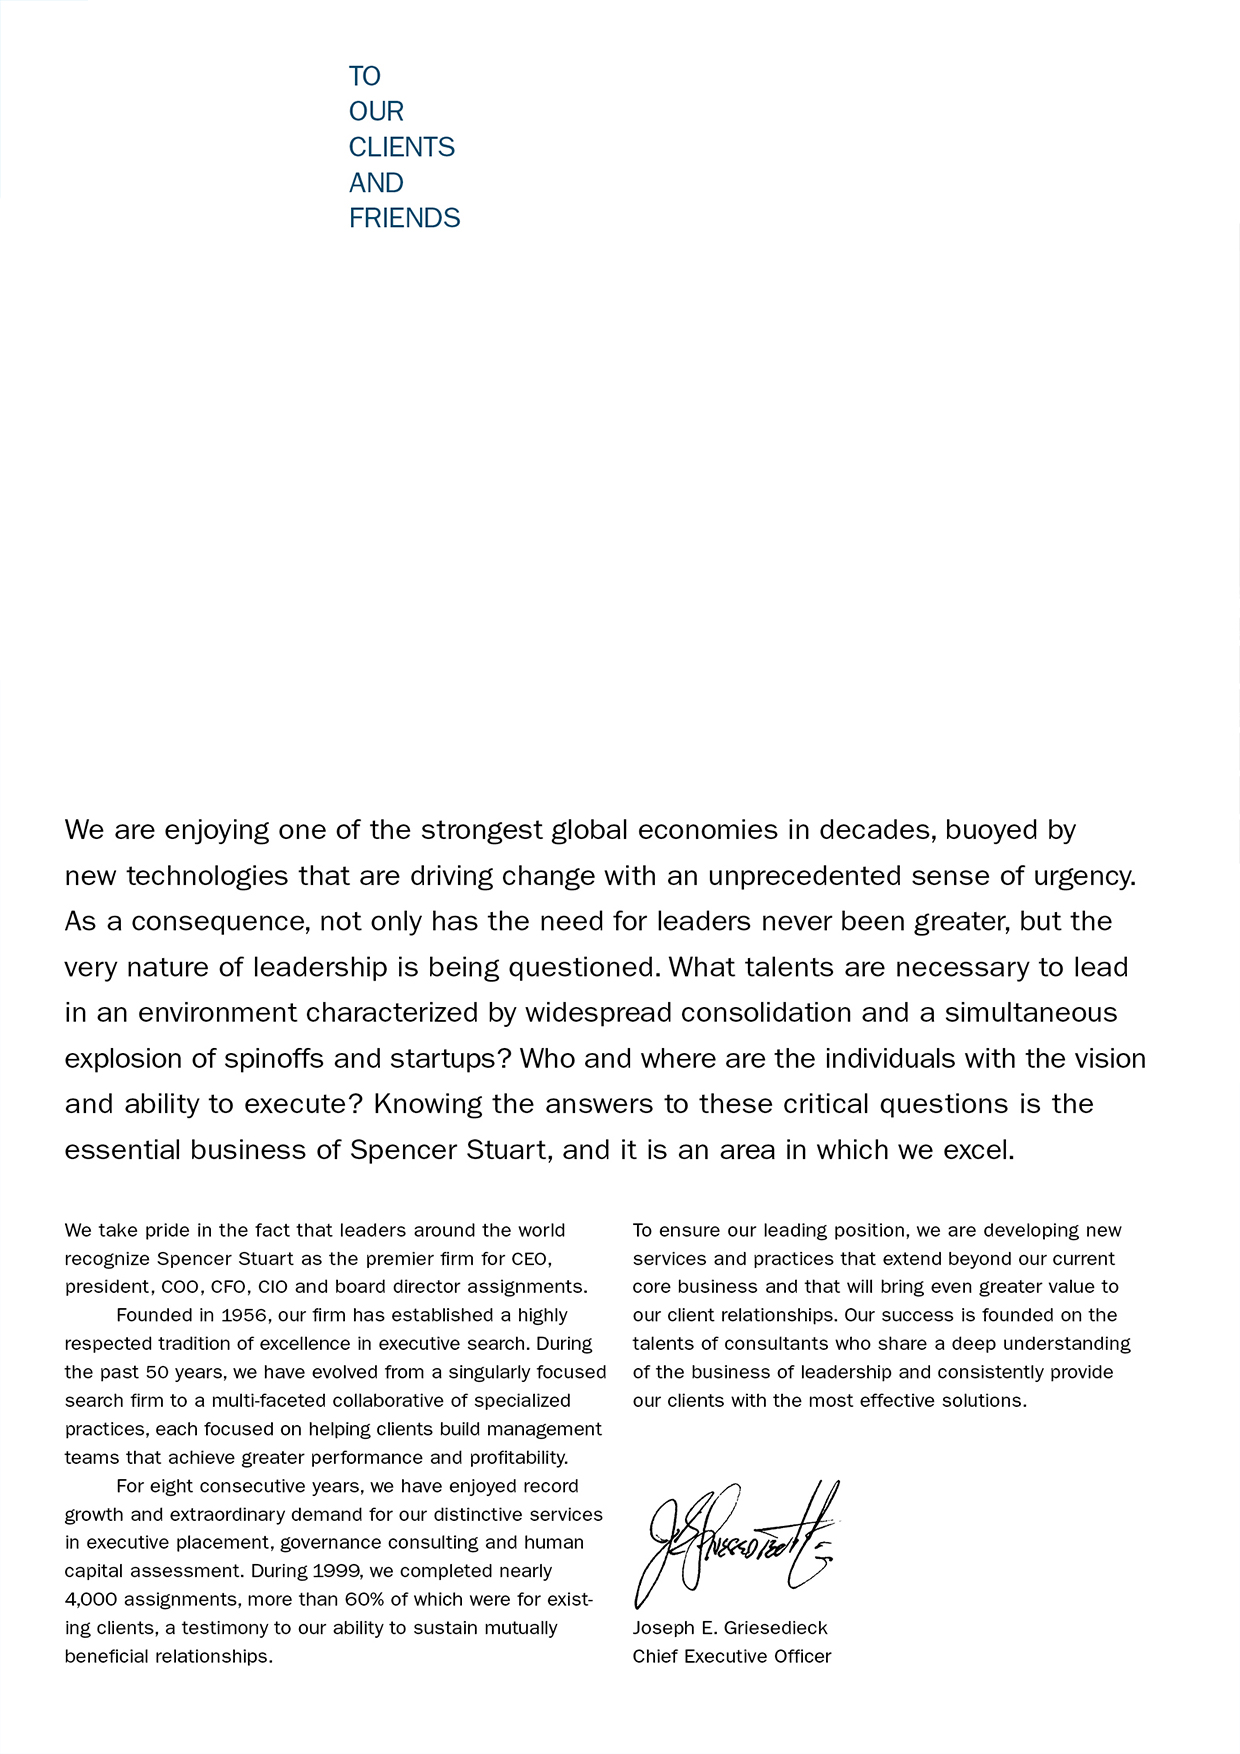 TO
OUR
CLIENTS
AND
FRIENDS
We are enjoying one of the strongest global economies in decades, buoyed by
new technologies that are driving change with an unprecedented sense of urgency.
As a consequence, not only has the need for leaders never been greater, but the
very nature of leadership is being questioned. What talents are necessary to lead
in an environment characterized by widespread consolidation and a simultaneous
explosion of spinoffs and startups? Who and where are the individuals with the vision
and ability to execute? Knowing the answers to these critical questions is the
essential business of Spencer Stuart, and it is an area in which we excel.
We take pride in the fact that leaders around the world
recognize Spencer Stuart as the premier firm for CEO,
president, COO, CFO, CIO and board director assignments.
Founded in 1956, our firm has established a highly
respected tradition of excellence in executive search. During
the past 50 years, we have evolved from a singularly focused
search firm to a multi-faceted collaborative of specialized
practices, each focused on helping clients build management
teams that achieve greater performance and profitability.
For eight consecutive years, we have enjoyed record
growth and extraordinary demand for our distinctive services
in executive placement, governance consulting and human
capital assessment. During 1999, we completed nearly
4,000 assignments, more than 60% of which were for exist-
ing clients, a testimony to our ability to sustain mutually
beneficial relationships.
To ensure our leading position, we are developing new
services and practices that extend beyond our current
core business and that will bring even greater value to
our client relationships. Our success is founded on the
talents of consultants who share a deep understanding
of the business of leadership and consistently provide
our clients with the most effective solutions.
Joseph E. Griesedieck
Chief Executive Officer